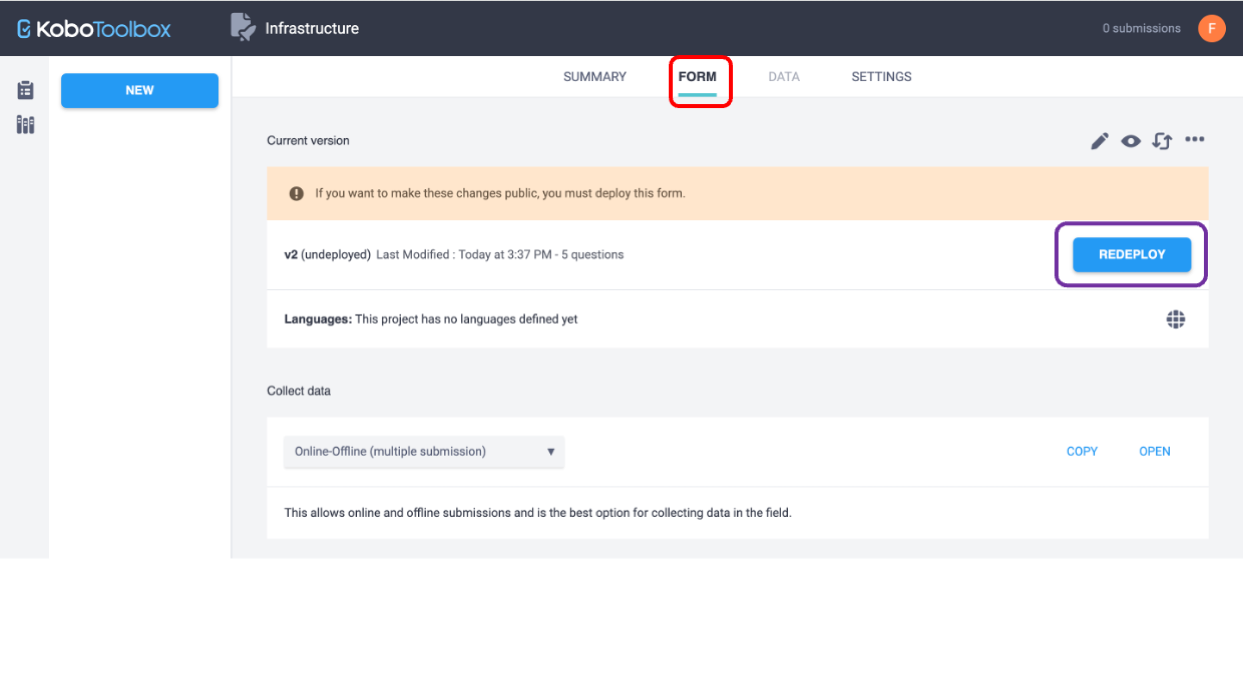 KoboToolbox
Infrastructure
0 submissions
F
NEW
SUMMARY
FORM
DATA
SETTINGS
Current version
If you want to make these changes public, you must deploy this form.
v2 (undeployed) Last Modified : Today at 3:37 PM - 5 questions
REDEPLOY
Languages: This project has no languages defined yet
Collect data
Online-Offline (multiple submission)
COPY
OPEN
This allows online and offline submissions and is the best option for collecting data in the field.